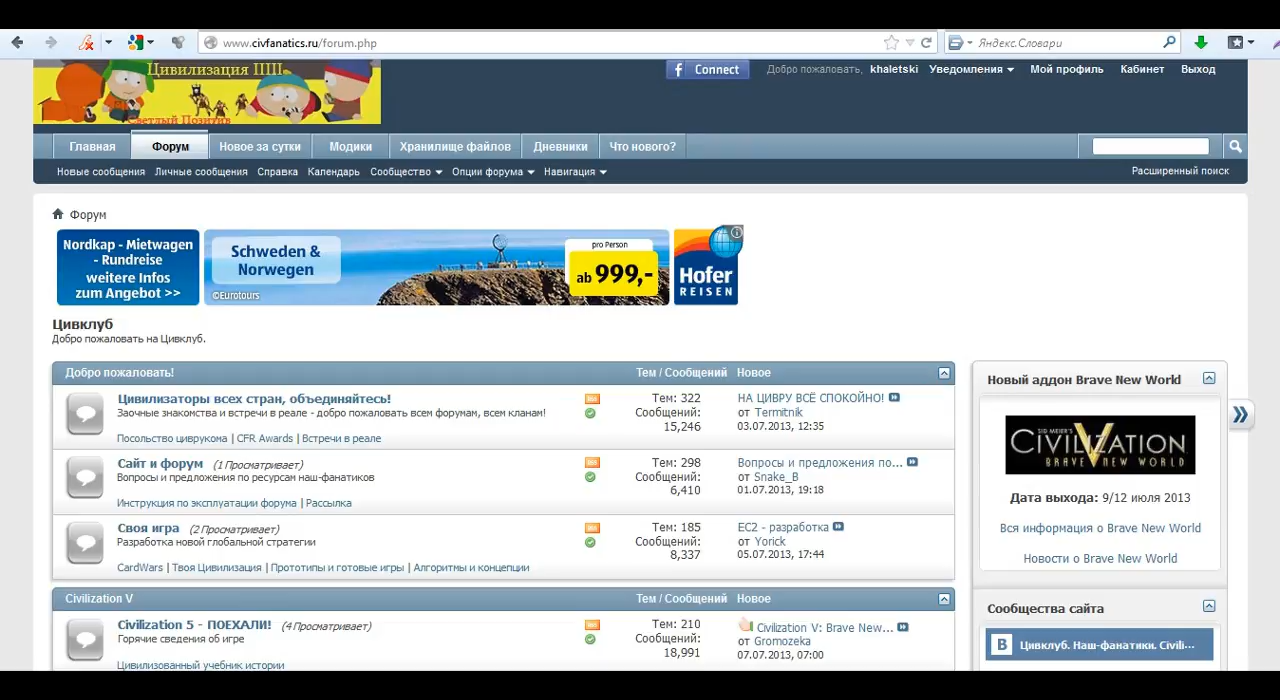 www.civfanatics.ru/forum.php
Яндекс.Словари
Цивилизация ПШ
Светлый Позитив
f Connect
Добро пожаловать, khaletski Уведомления Мой профиль Кабинет Выход
Главная Форум Новое за сутки Модики Хранилище файлов Дневники Что нового?
Новые сообщения Личные сообщения Справка Календарь Сообщество Опции форума Навигация
Расширенный поиск
Форум
Nordkap - Mietwagen
- Rundreise
weitere Infos
zum Angebot >>
Schweden &
Norwegen
©Eurotours
pro Person
ab 999,-
Hofer
REISEN
Цивклуб
Добро пожаловать на Цивклуб.
Добро пожаловать! Тем / Сообщений Новое
Цивилизаторы всех стран, объединяйтесь!
Заочные знакомства и встречи в реале - добро пожаловать всем форумам, всем кланам!
Посольство циврукома | CFR Awards | Встречи в реале
Тем: 322
Сообщений:
15,246
НА ЦИВРУ ВСЁ СПОКОЙНО!
от Termitnik
03.07.2013, 12:35
Сайт и форум (1 Просматривает)
Вопросы и предложения по ресурсан наш-фанатиков
Инструкция по эксплуатации форума | Рассылка
Тем: 298
Сообщений:
6,410
Вопросы и предложения по...
от Snake_B
01.07.2013, 19:18
Своя игра (2 Просматривает)
Разработка новой глобальной стратегии
CardWars | Твоя Цивилизация | Прототипы и готовые игры | Алгоритмы и концепции
Тем: 185
Сообщений:
8,337
EC2 - разработка
от Yorick
05.07.2013, 17:44
Civilization V Тем / Сообщений Новое
Civilization 5 - ПОЕХАЛИ! (4 Просматривает)
Горячие сведения об игре
Цивилизованный учебник истории
Тем: 210
Сообщений:
18,991
Civilization V: Brave New...
от Gromozeka
07.07.2013, 07:00
Новый аддон Brave New World
SID MEIER'S
CIVILIZATION
BRAVE NEW WORLD
Дата выхода: 9/12 июля 2013
Вся информация о Brave New World
Новости о Brave New World
Сообщества сайта
B Цивклуб. Наш-фанатики. Civili...